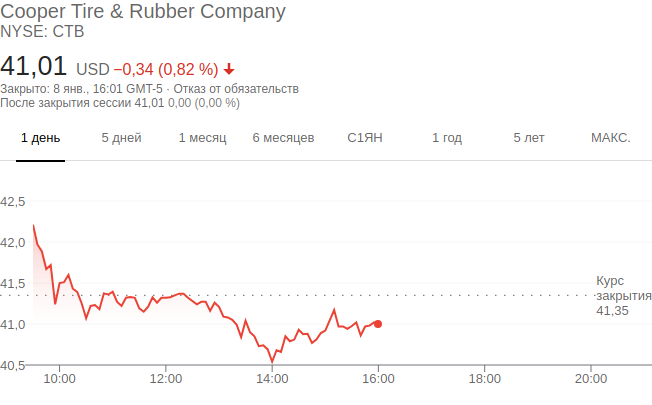 Cooper Tire & Rubber Company
NYSE: CTB
41,01 USD −0,34 (0,82 %)
Закрыто: 8 янв., 16:01 GMT-5 · Отказ от обязательств
После закрытия сессии 41,01 0,00 (0,00 %)
1 день 5 дней 1 месяц 6 месяцев С1ЯН 1 год 5 лет МАКС.
42,5
42,0
41,5
41,0
40,5
Курс
закрытия
41,35
10:00 12:00 14:00 16:00 18:00 20:00